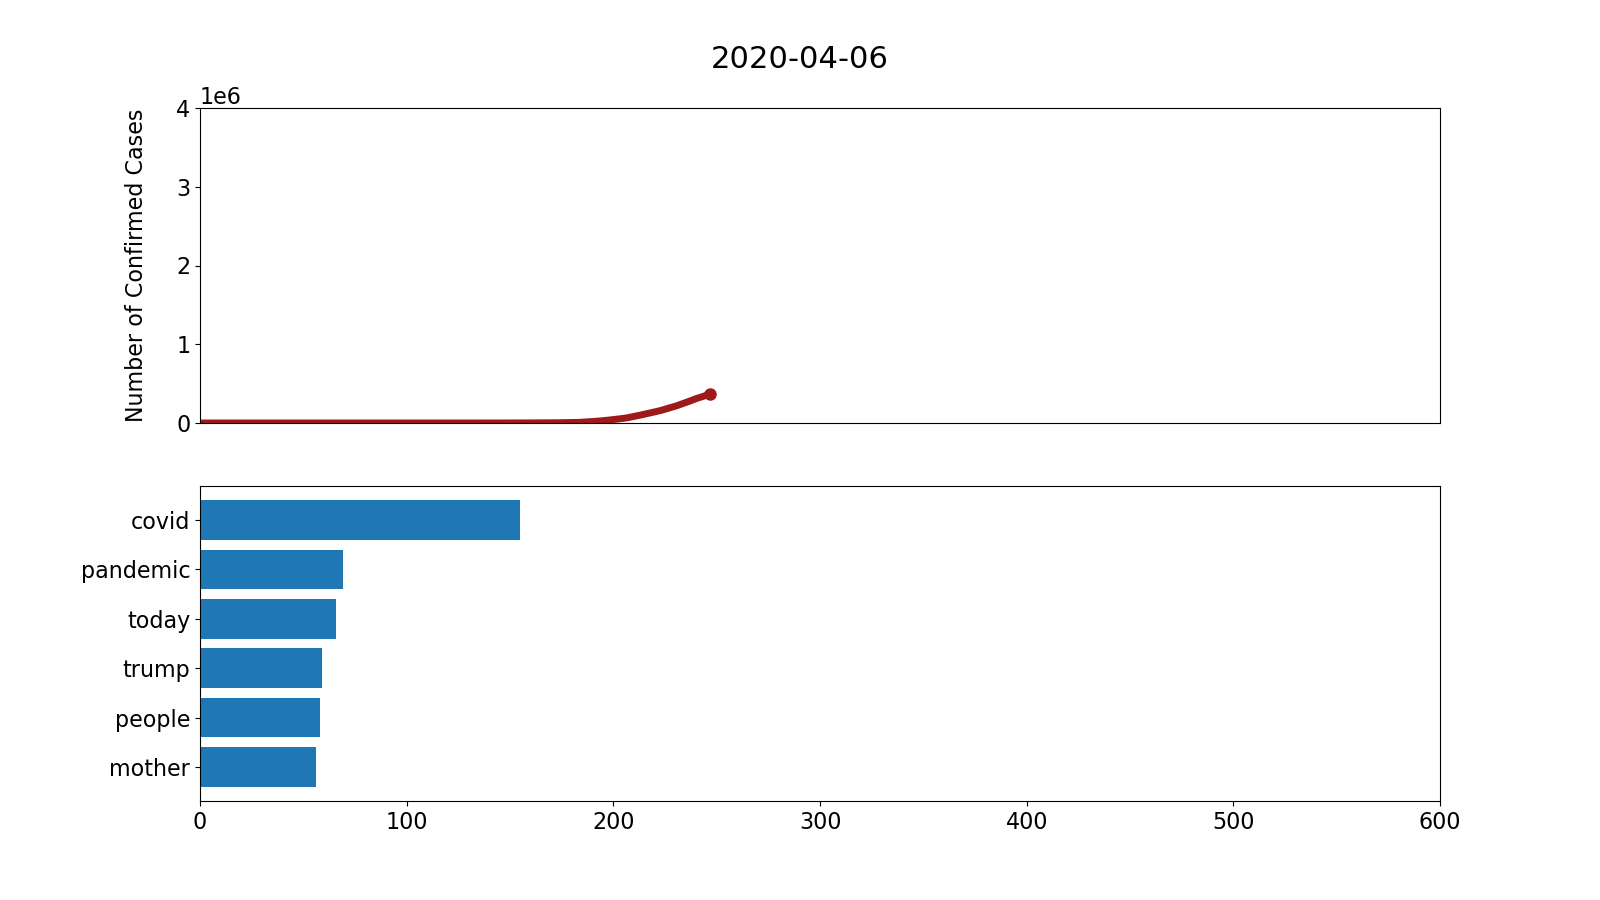 2020-04-06
1e6
Number of Confirmed Cases
4
3
2
1
0
covid
pandemic
today
trump
people
mother
0 100 200 300 400 500 600